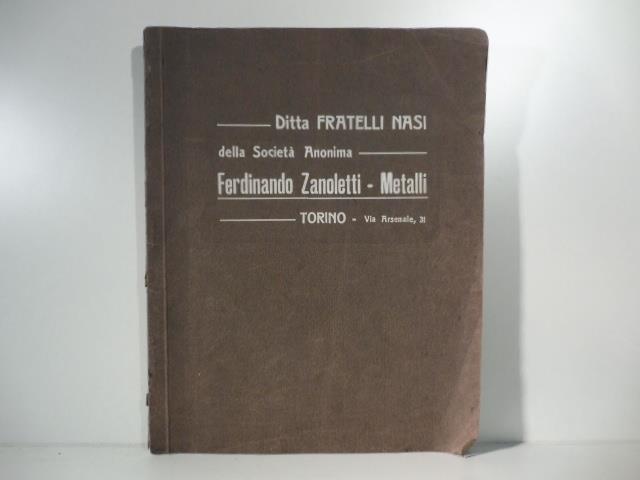 Ditta FRATELLI NASI
della Società Anonima
Ferdinando Zanoletti - Metalli
TORINO - Via Arsenale, 31